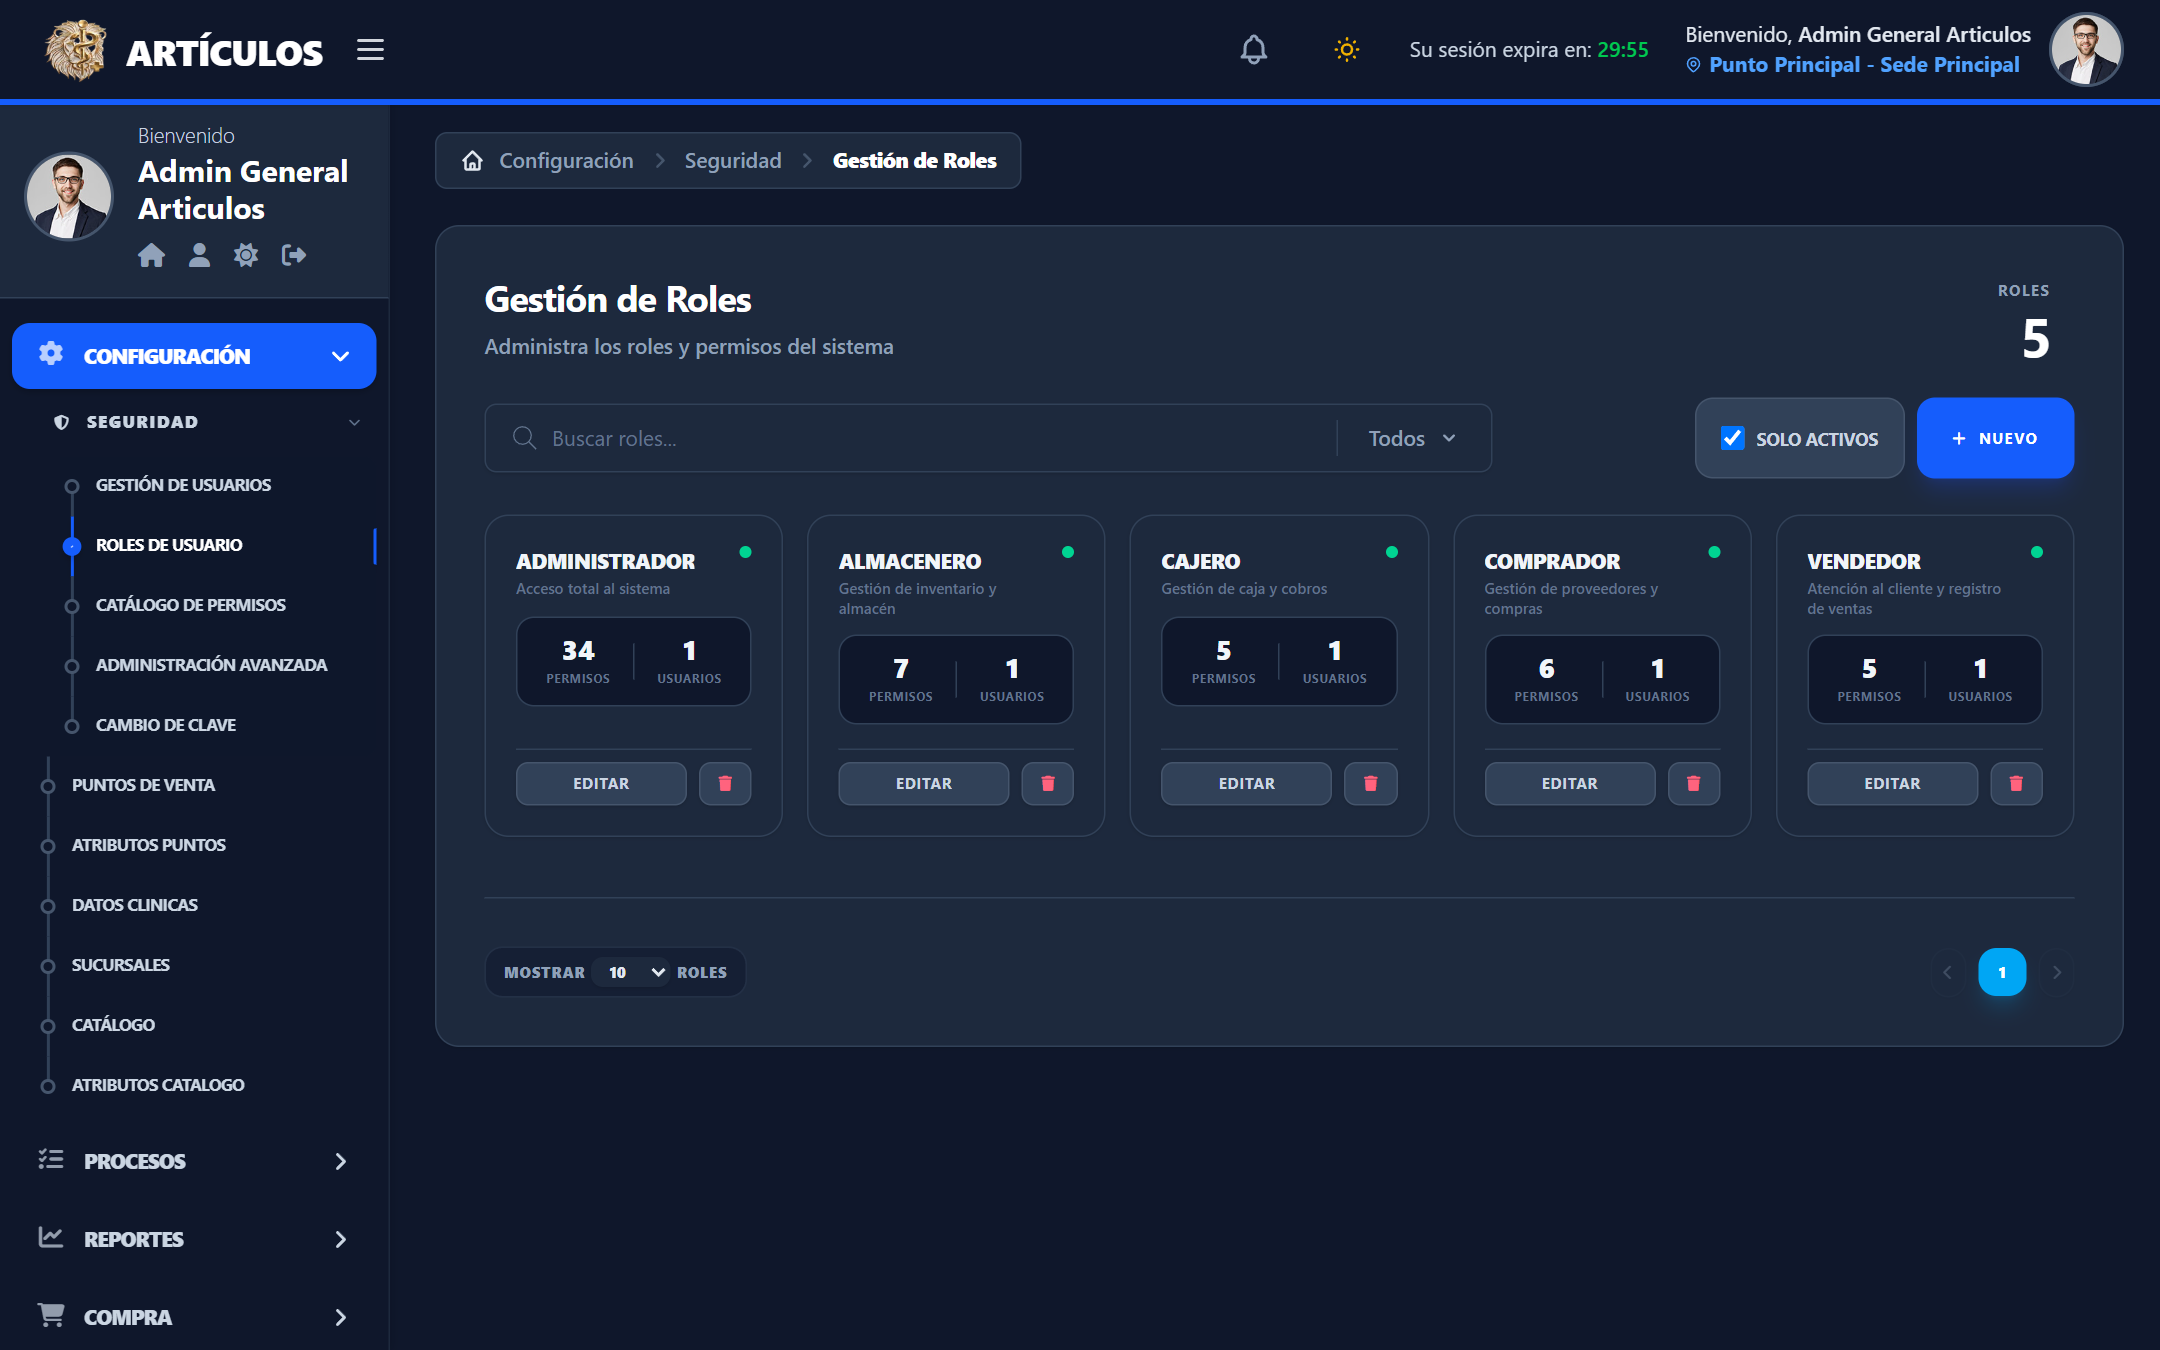 ARTÍCULOS
Su sesión expira en: 29:55
Bienvenido, Admin General Articulos
Punto Principal - Sede Principal
Bienvenido
Admin General
Articulos
CONFIGURACIÓN
SEGURIDAD
GESTIÓN DE USUARIOS
ROLES DE USUARIO
CATÁLOGO DE PERMISOS
ADMINISTRACIÓN AVANZADA
CAMBIO DE CLAVE
PUNTOS DE VENTA
ATRIBUTOS PUNTOS
DATOS CLINICAS
SUCURSALES
CATÁLOGO
ATRIBUTOS CATALOGO
PROCESOS
REPORTES
COMPRA
Configuración > Seguridad > Gestión de Roles
Gestión de Roles
Administra los roles y permisos del sistema
ROLES
5
Buscar roles...
Todos
SOLO ACTIVOS
+ NUEVO
ADMINISTRADOR
Acceso total al sistema
34 1
PERMISOS USUARIOS
EDITAR
ALMACENERO
Gestión de inventario y
almacén
7 1
PERMISOS USUARIOS
EDITAR
CAJERO
Gestión de caja y cobros
5 1
PERMISOS USUARIOS
EDITAR
COMPRADOR
Gestión de proveedores y
compras
6 1
PERMISOS USUARIOS
EDITAR
VENDEDOR
Atención al cliente y registro
de ventas
5 1
PERMISOS USUARIOS
EDITAR
MOSTRAR 10 ROLES
1